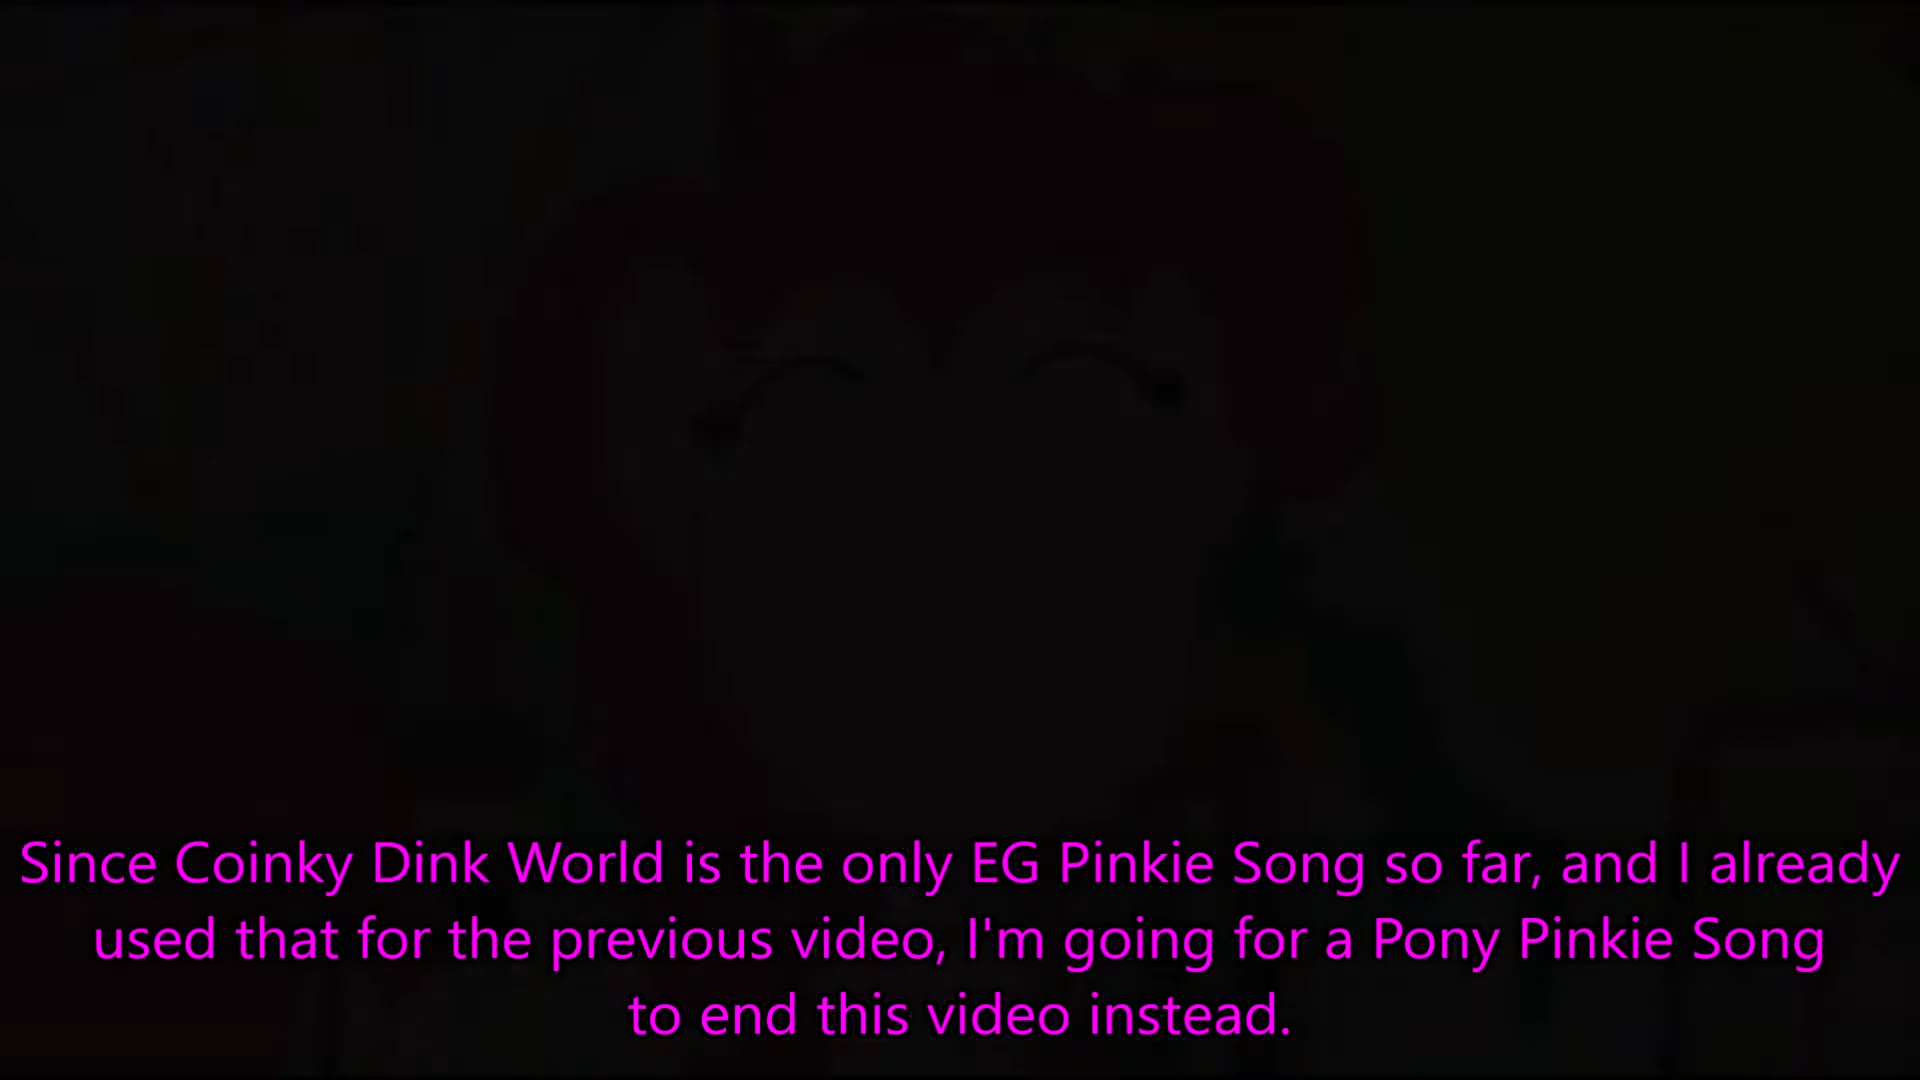 Since Coinky Dink World is the only EG Pinkie Song so far, and I already
used that for the previous video, I'm going for a Pony Pinkie Song
to end this video instead.